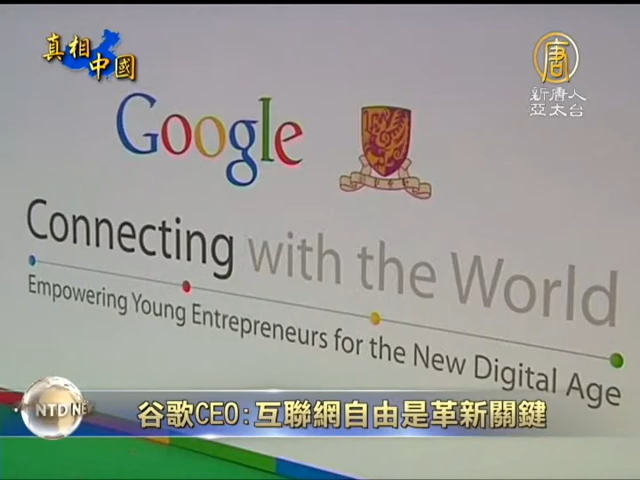 真相
中國
新唐人
亞太台
Google
Connecting with the World
Empowering Young Entrepreneurs for the New Digital Age
NTD NE
谷歌CEO:互聯網自由是革新關鍵